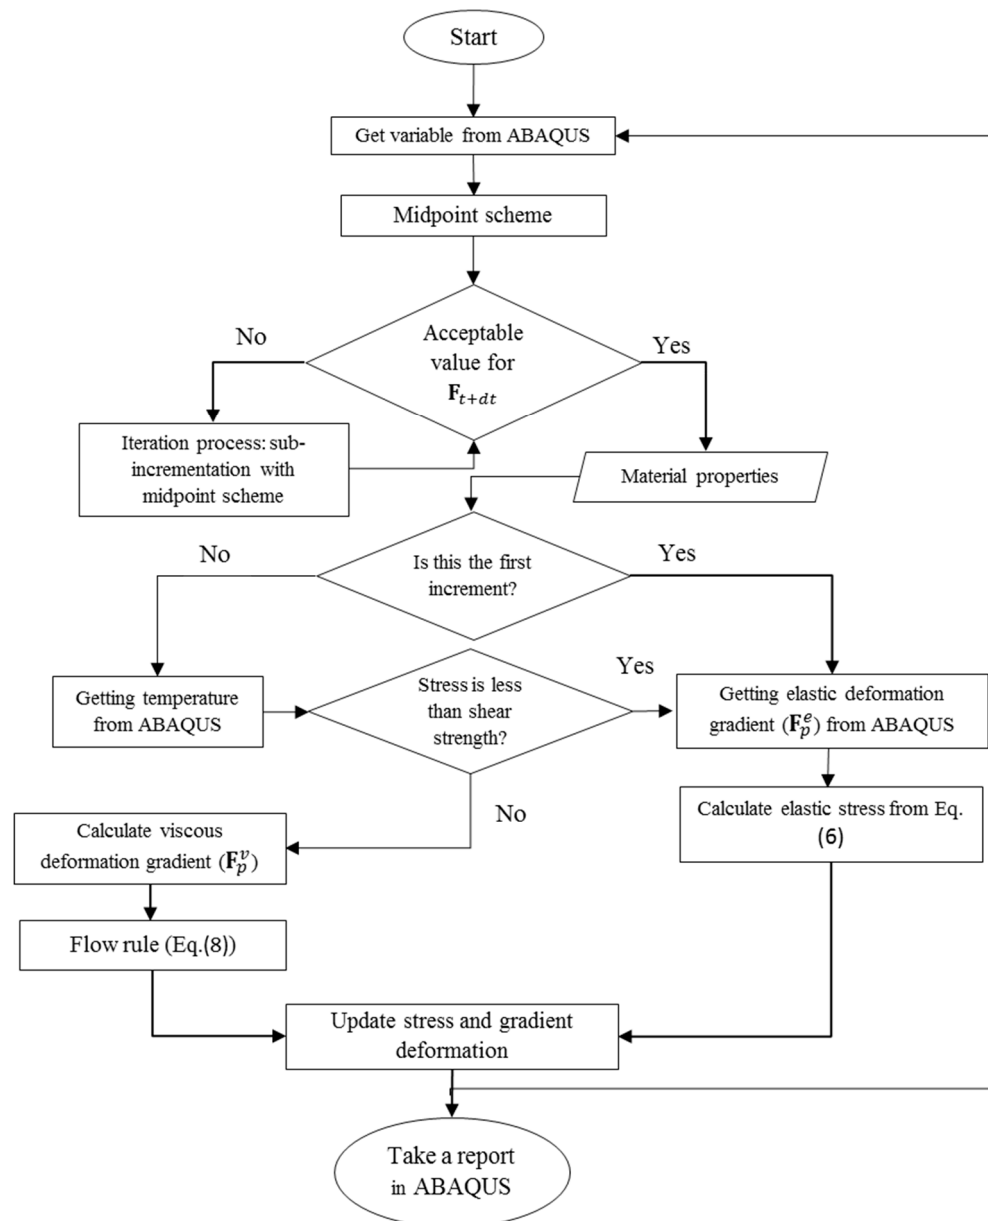 Start
Get variable from ABAQUS
Midpoint scheme
No
Acceptable
value for
F_{t+dt}
Yes
Iteration process: sub-
incrementation with
midpoint scheme
Material properties
No
Is this the first
increment?
Yes
Getting temperature
from ABAQUS
Stress is less
than shear
strength?
Yes
Getting elastic deformation
gradient (F_p^e) from ABAQUS
No
Calculate elastic stress from Eq.
(6)
Calculate viscous
deformation gradient (F_p^v)
Flow rule (Eq.(8))
Update stress and gradient
deformation
Take a report
in ABAQUS